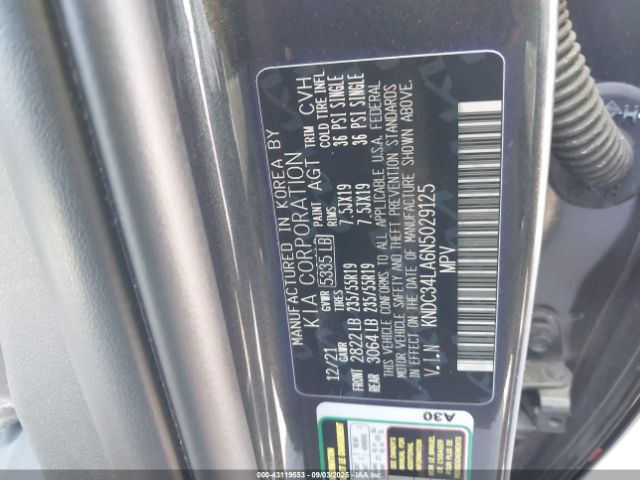 MANUFACTURED IN KOREA BY
KIA CORPORATION
12/21 GVWR 5335 LB PAINT AGT TRIM CVH
GAWR TIRES RIMS COLD TIRE INFL.
FRONT 2822 LB 235/55R19 7.5JX19 36 PSI SINGLE
REAR 3064 LB 235/55R19 7.5JX19 36 PSI SINGLE
THIS VEHICLE CONFORMS TO ALL APPLICABLE U.S.A. FEDERAL
MOTOR VEHICLE SAFETY AND THEFT PREVENTION STANDARDS
IN EFFECT ON THE DATE OF MANUFACTURE SHOWN ABOVE.
V.I.N KNDC34LA6N5029125
MPV
A30
43119553 (09/03/2025)